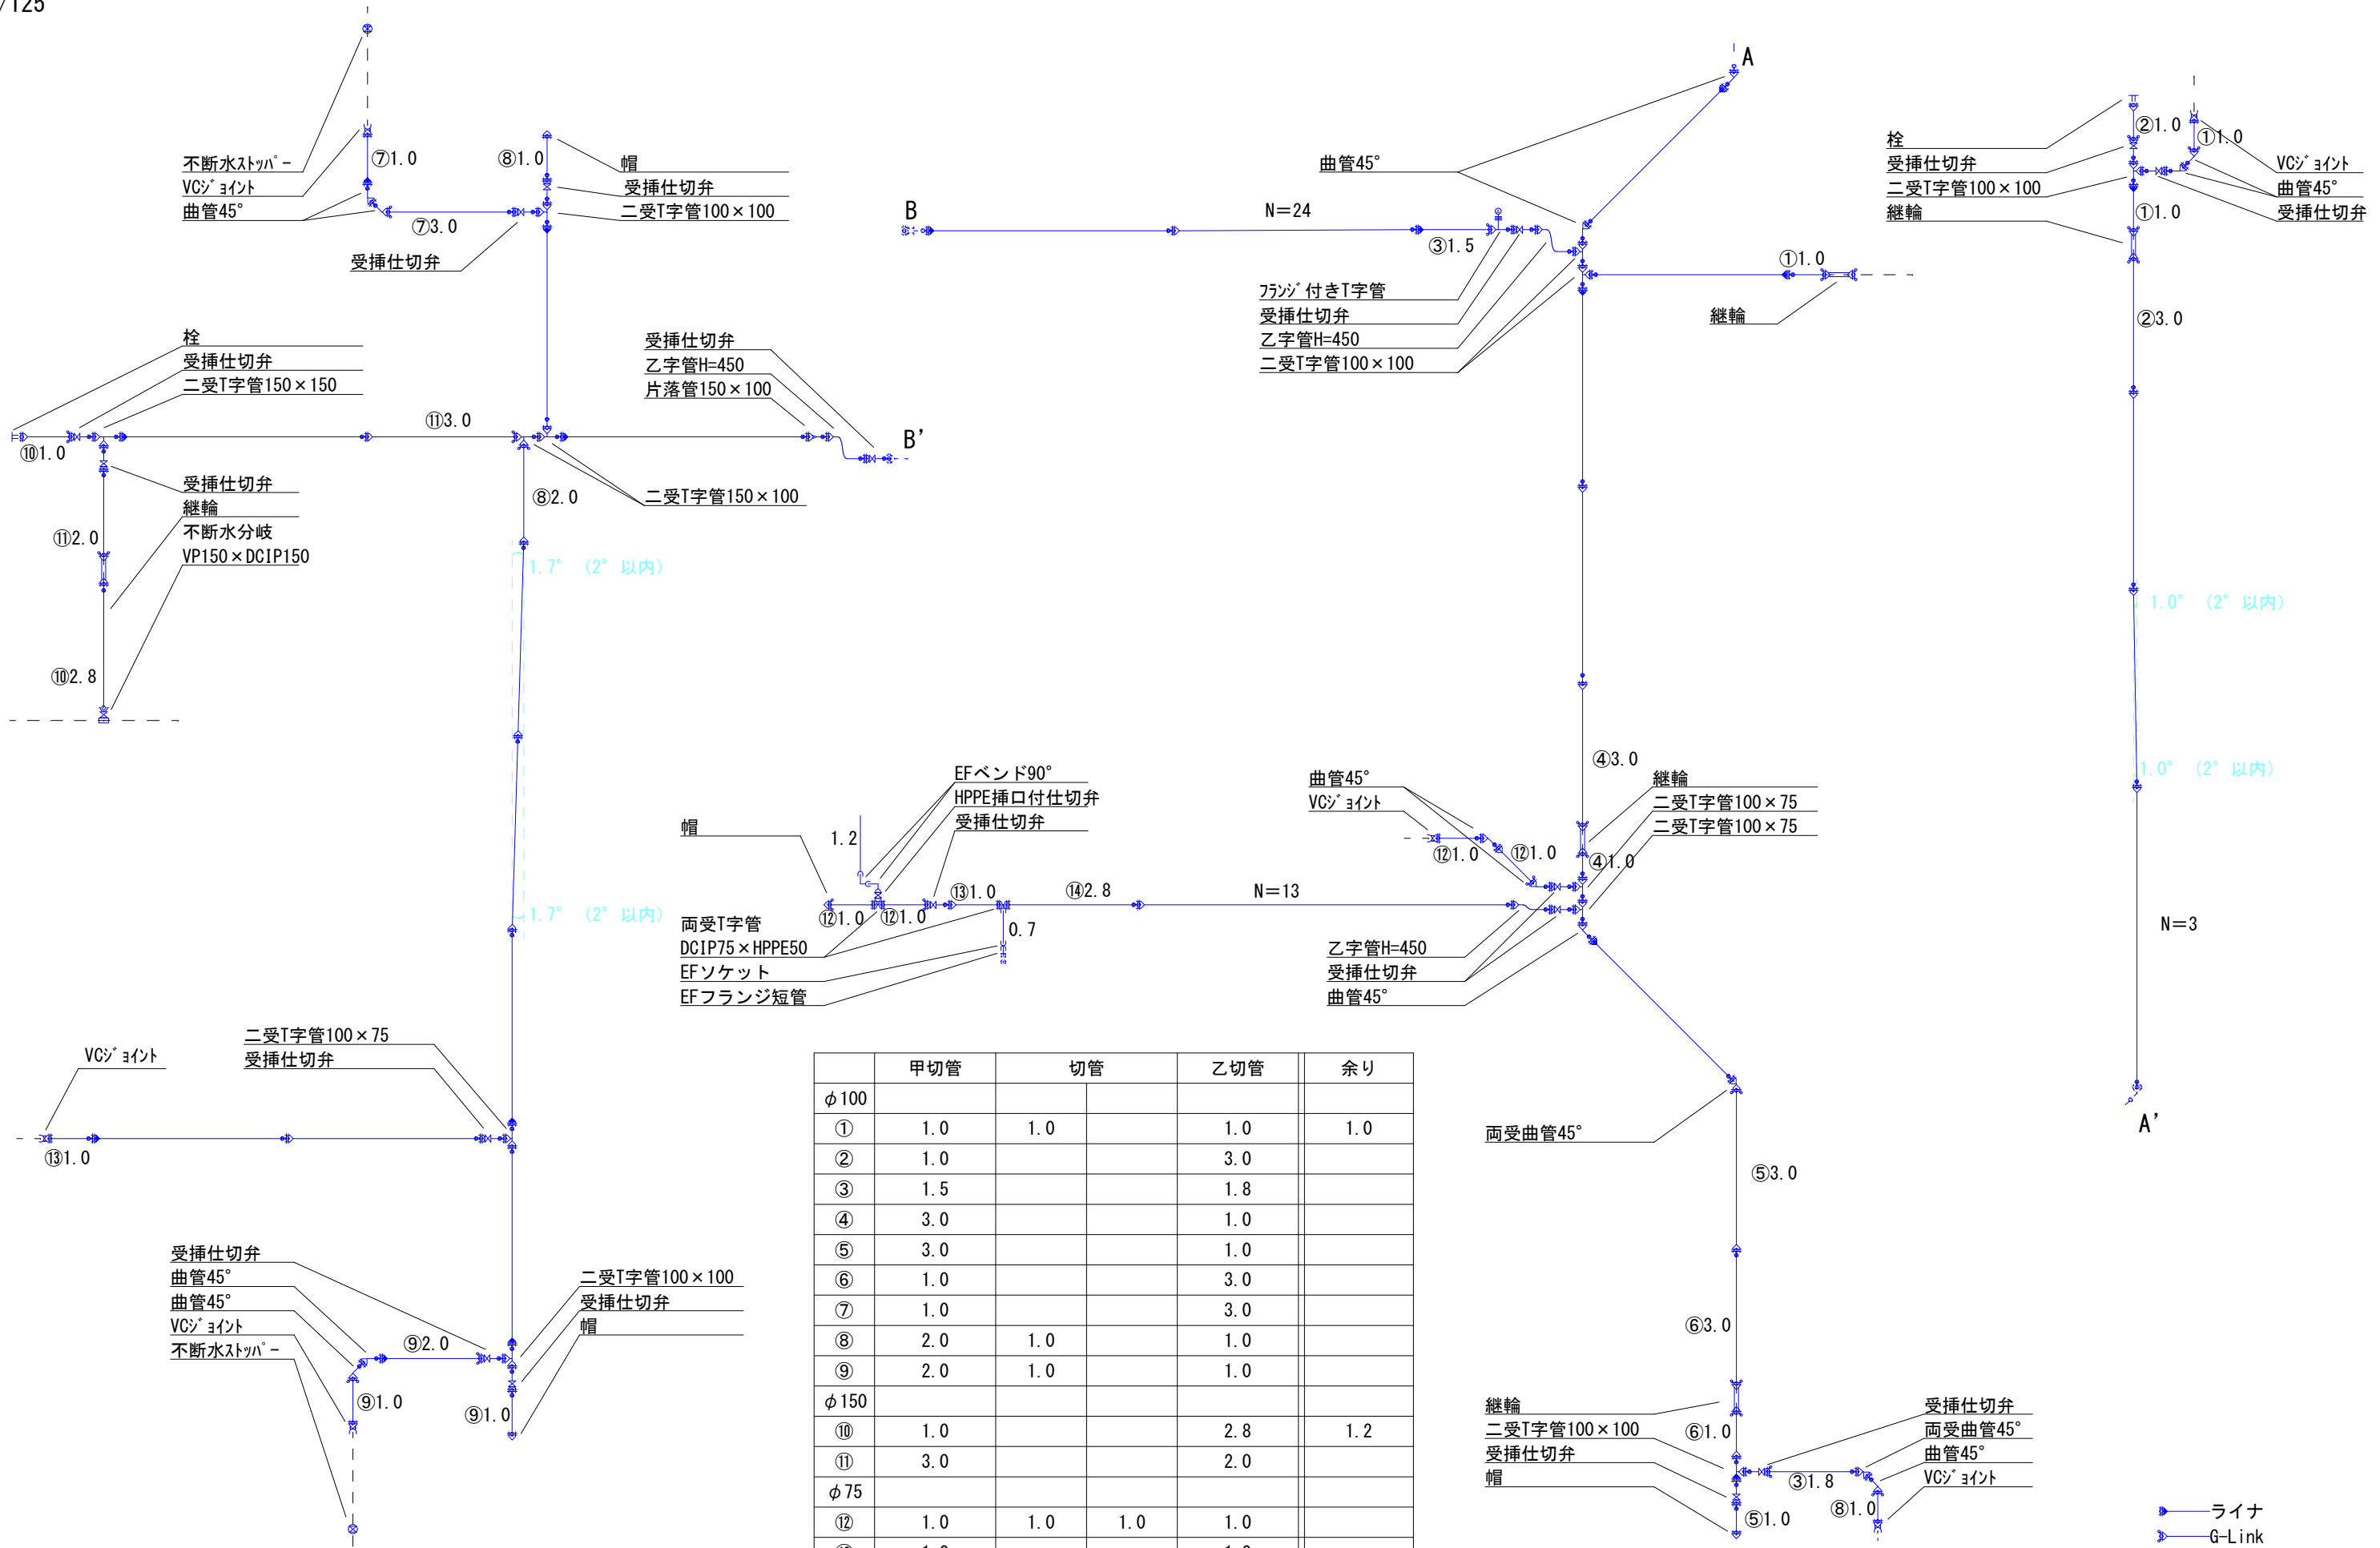 /125
不断水ストッパー
VCジョイント
曲管45°
⑦1.0
⑦3.0
受挿仕切弁
⑧1.0
帽
受挿仕切弁
二受T字管100×100
栓
受挿仕切弁
二受T字管150×150
⑩1.0
⑪3.0
受挿仕切弁
乙字管H=450
片落管150×100
B'
受挿仕切弁
継輪
不断水分岐
VP150×DCIP150
⑪2.0
⑩2.8
⑧2.0
二受T字管150×100
1.7° (2° 以内)
1.7° (2° 以内)
VCジョイント
二受T字管100×75
受挿仕切弁
⑬1.0
受挿仕切弁
曲管45°
曲管45°
VCジョイント
不断水ストッパー
⑨2.0
⑨1.0
⑨1.0
二受T字管100×100
受挿仕切弁
帽
A
曲管45°
B
N=24
③1.5
フランジ付きT字管
受挿仕切弁
乙字管H=450
二受T字管100×100
①1.0
継輪
④3.0
継輪
二受T字管100×75
二受T字管100×75
④1.0
曲管45°
VCジョイント
⑫1.0
⑫1.0
EFベンド90°
HPPE挿口付仕切弁
受挿仕切弁
帽
1.2
⑫1.0
⑫1.0
⑬1.0
⑭2.8
N=13
両受T字管
DCIP75×HPPE50
EFソケット
EFフランジ短管
0.7
乙字管H=450
受挿仕切弁
曲管45°
両受曲管45°
⑤3.0
⑥3.0
継輪
二受T字管100×100
受挿仕切弁
帽
⑥1.0
⑤1.0
③1.8
⑧1.0
受挿仕切弁
両受曲管45°
曲管45°
VCジョイント
栓
受挿仕切弁
二受T字管100×100
継輪
②1.0
①1.0
①1.0
VCジョイント
曲管45°
受挿仕切弁
②3.0
1.0° (2° 以内)
1.0° (2° 以内)
N=3
A'
甲切管 切管 乙切管 余り
φ100
① 1.0 1.0 1.0 1.0
② 1.0 3.0
③ 1.5 1.8
④ 3.0 1.0
⑤ 3.0 1.0
⑥ 1.0 3.0
⑦ 1.0 3.0
⑧ 2.0 1.0 1.0
⑨ 2.0 1.0 1.0
φ150
⑩ 1.0 2.8 1.2
⑪ 3.0 2.0
φ75
⑫ 1.0 1.0 1.0 1.0
ライナ
G-Link